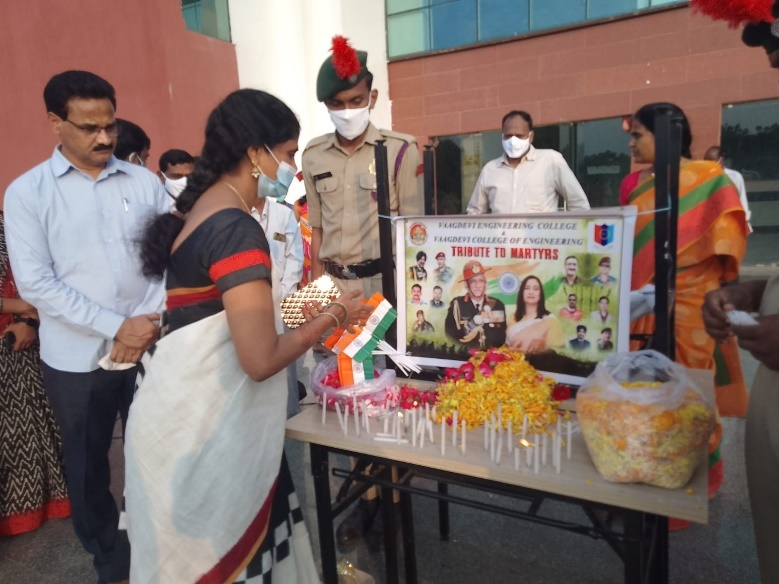 VAAGDEVI ENGINEERING COLLEGE
&
VAAGDEVI COLLEGE OF ENGINEERING
TRIBUTE TO MARTYRS